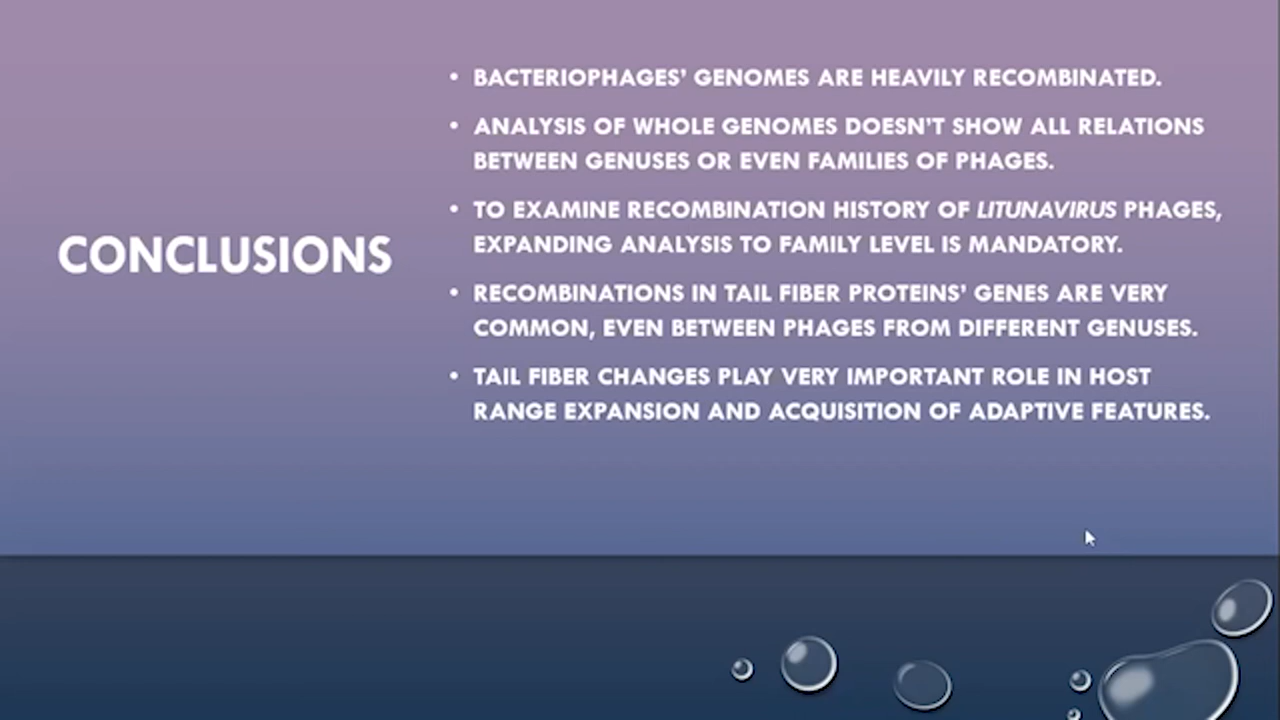 CONCLUSIONS
• BACTERIOPHAGES' GENOMES ARE HEAVILY RECOMBINATED.
• ANALYSIS OF WHOLE GENOMES DOESN'T SHOW ALL RELATIONS
BETWEEN GENUSES OR EVEN FAMILIES OF PHAGES.
• TO EXAMINE RECOMBINATION HISTORY OF LITUNAVIRUS PHAGES,
EXPANDING ANALYSIS TO FAMILY LEVEL IS MANDATORY.
• RECOMBINATIONS IN TAIL FIBER PROTEINS' GENES ARE VERY
COMMON, EVEN BETWEEN PHAGES FROM DIFFERENT GENUSES.
• TAIL FIBER CHANGES PLAY VERY IMPORTANT ROLE IN HOST
RANGE EXPANSION AND ACQUISITION OF ADAPTIVE FEATURES.